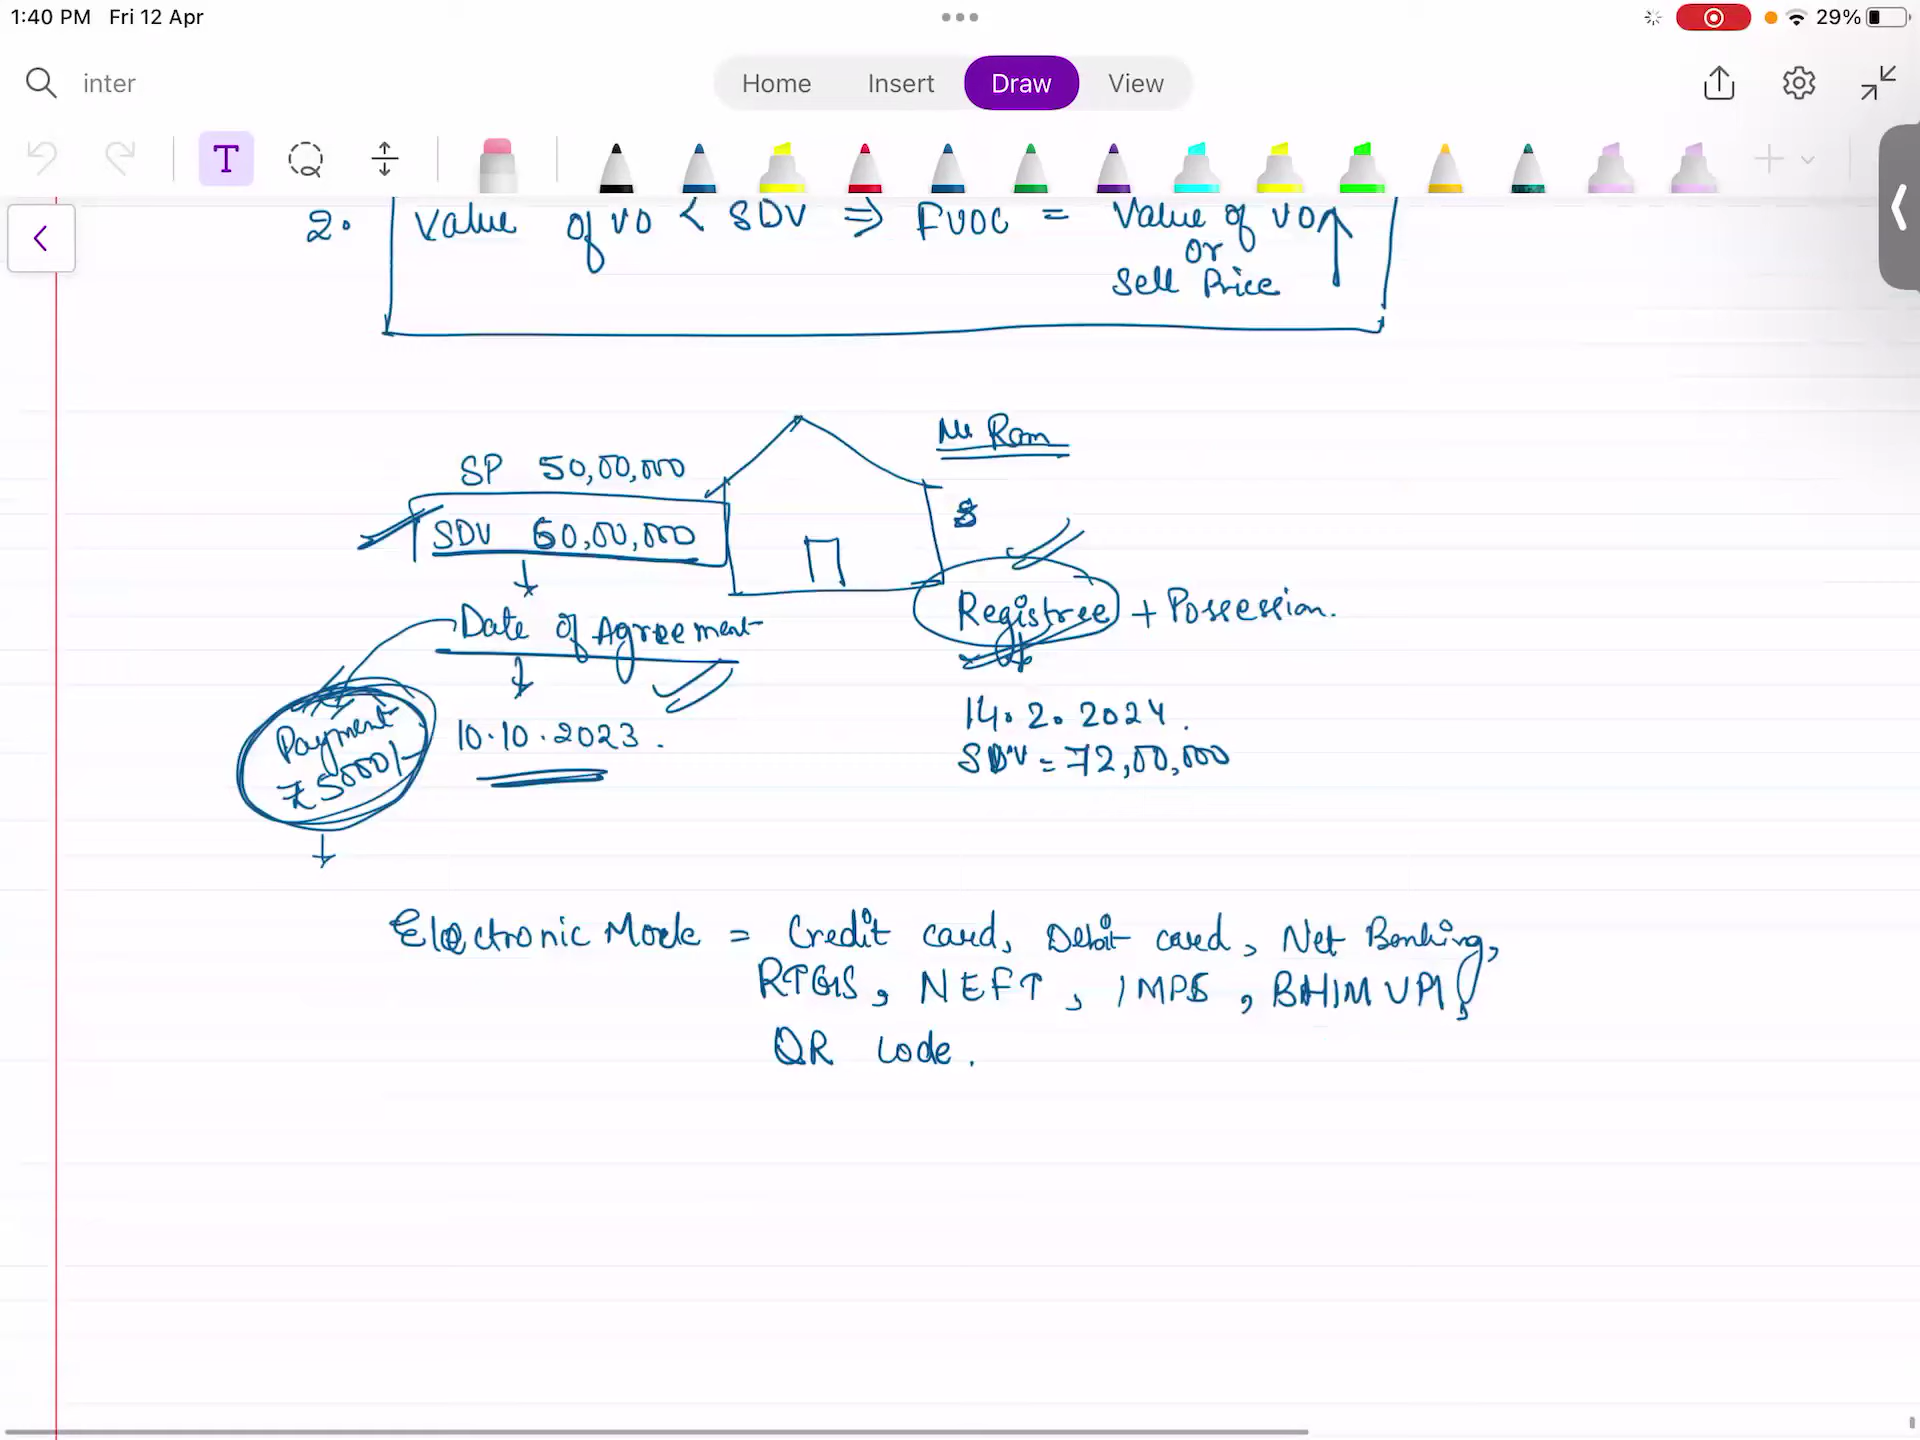 1:40 PM Fri 12 Apr
29%
inter
Home Insert Draw View
T
2. Value of VO < SDV ⇒ FVOC = Value of VO
or
Sell Price
SP 50,00,000
Mr Ram
SDV 60,00,000
Date of Agreement
Registree + Possession.
Payment
₹5000/-
10.10.2023.
14.2.2024.
SDV = 72,00,000
Electronic Mode = Credit card, Debit card, Net Banking,
RTGS, NEFT, IMPS, BHIM UPI,
QR Code.